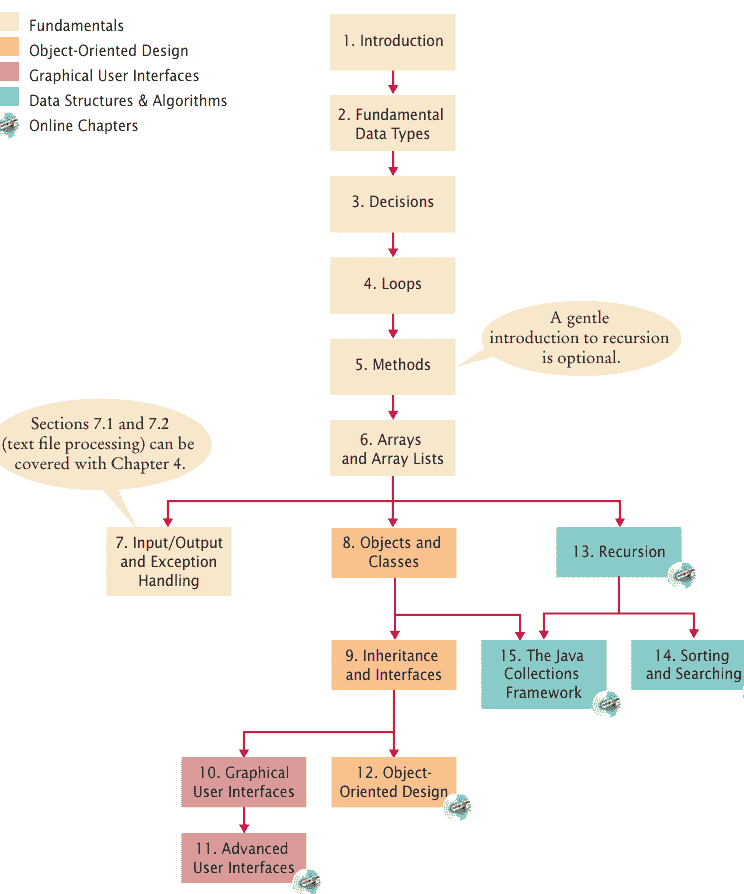 Fundamentals
Object-Oriented Design
Graphical User Interfaces
Data Structures & Algorithms
Online Chapters
1. Introduction
2. Fundamental
Data Types
3. Decisions
4. Loops
A gentle
introduction to recursion
is optional.
5. Methods
Sections 7.1 and 7.2
(text file processing) can be
covered with Chapter 4.
6. Arrays
and Array Lists
7. Input/Output
and Exception
Handling
8. Objects and
Classes
13. Recursion
9. Inheritance
and Interfaces
15. The Java
Collections
Framework
14. Sorting
and Searching
10. Graphical
User Interfaces
12. Object-
Oriented Design
11. Advanced
User Interfaces